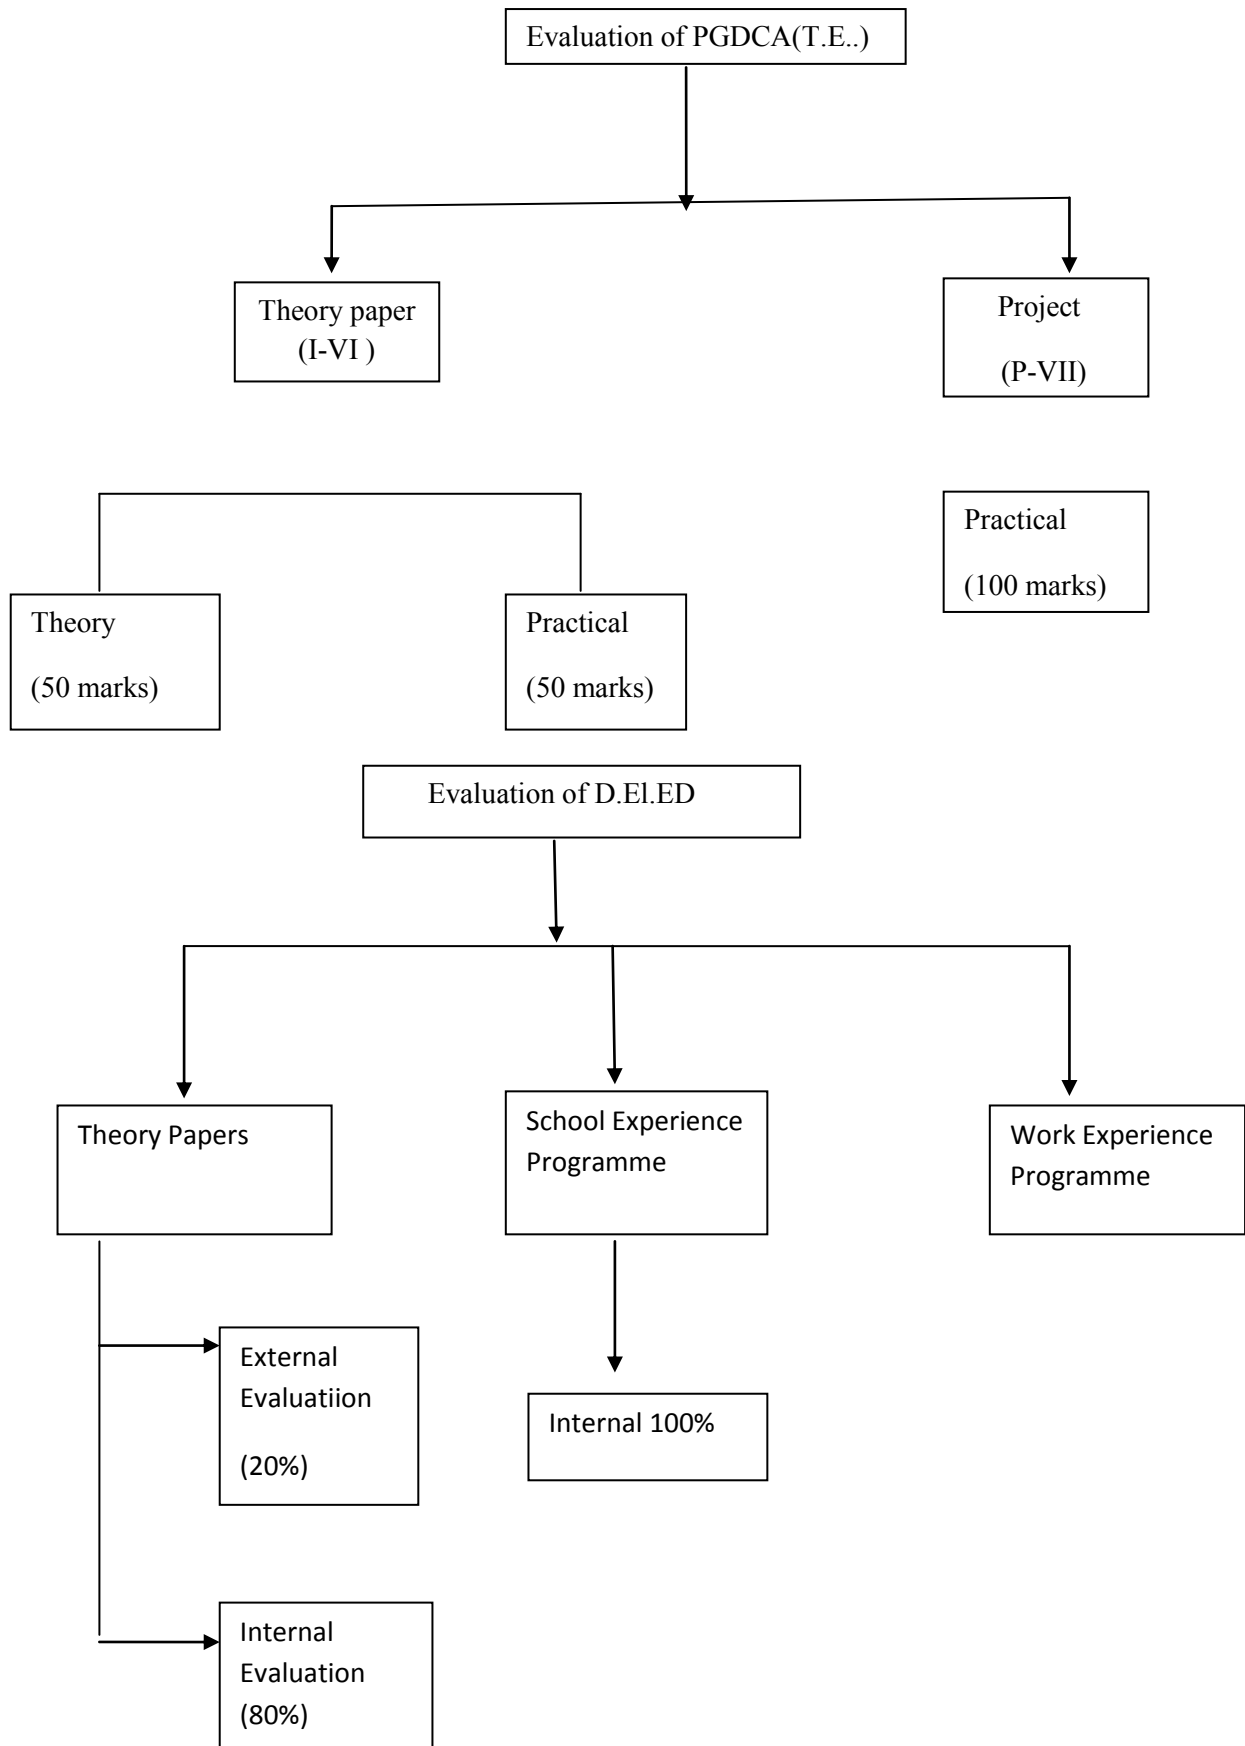 Evaluation of PGDCA(T.E..)
Theory paper
(I-VI )
Project
(P-VII)
Practical
(100 marks)
Theory
(50 marks)
Practical
(50 marks)
Evaluation of D.El.ED
Theory Papers
School Experience
Programme
Work Experience
Programme
External
Evaluatiion
(20%)
Internal 100%
Internal
Evaluation
(80%)